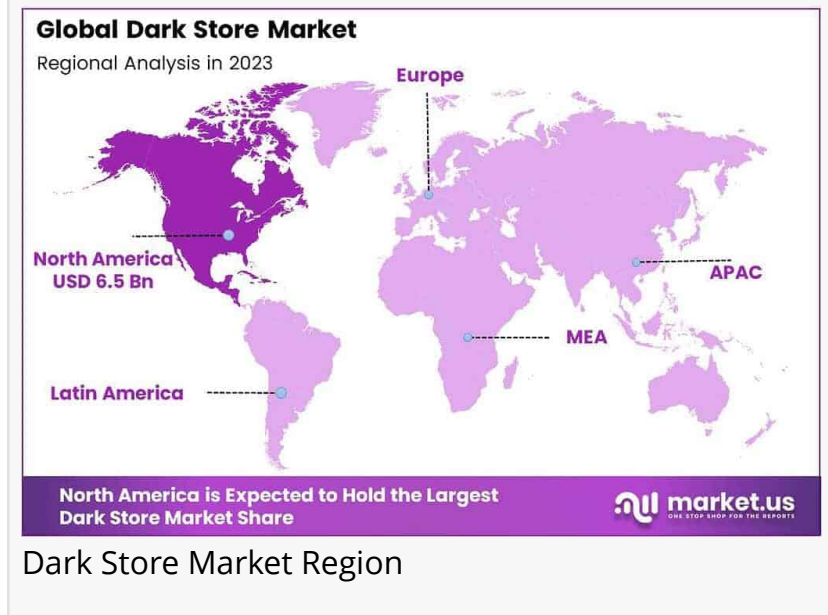 Global Dark Store Market
Regional Analysis in 2023
Europe
North America
USD 6.5 Bn
APAC
MEA
Latin America
North America is Expected to Hold the Largest
Dark Store Market Share
market.us
ONE STOP SHOP FOR THE REPORTS
Dark Store Market Region